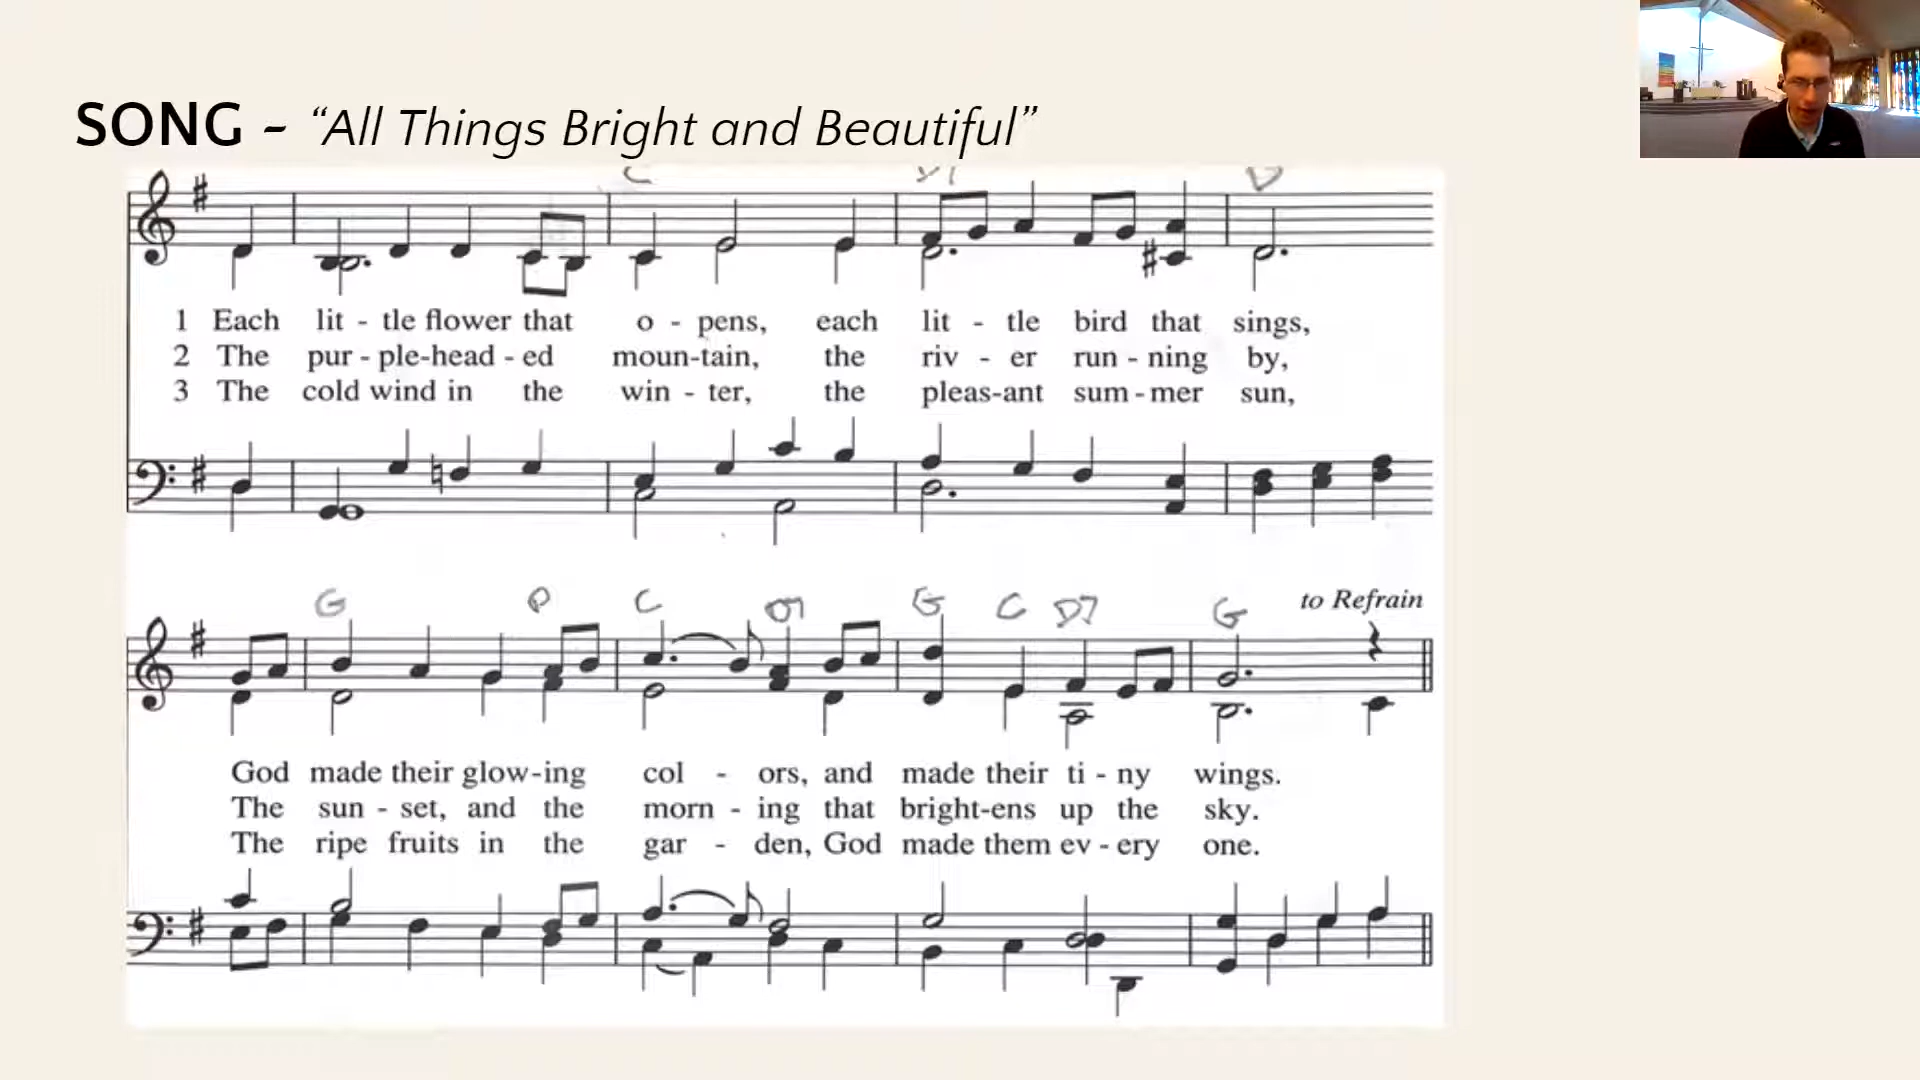 SONG - “All Things Bright and Beautiful”
C D7 D
1 Each lit - tle flower that o - pens, each lit - tle bird that sings,
2 The pur - ple-head - ed moun-tain, the riv - er run - ning by,
3 The cold wind in the win - ter, the pleas-ant sum-mer sun,
G D C D7 G C D7 G to Refrain
God made their glow-ing col - ors, and made their ti - ny wings.
The sun - set, and the morn - ing that bright-ens up the sky.
The ripe fruits in the gar - den, God made them ev - ery one.